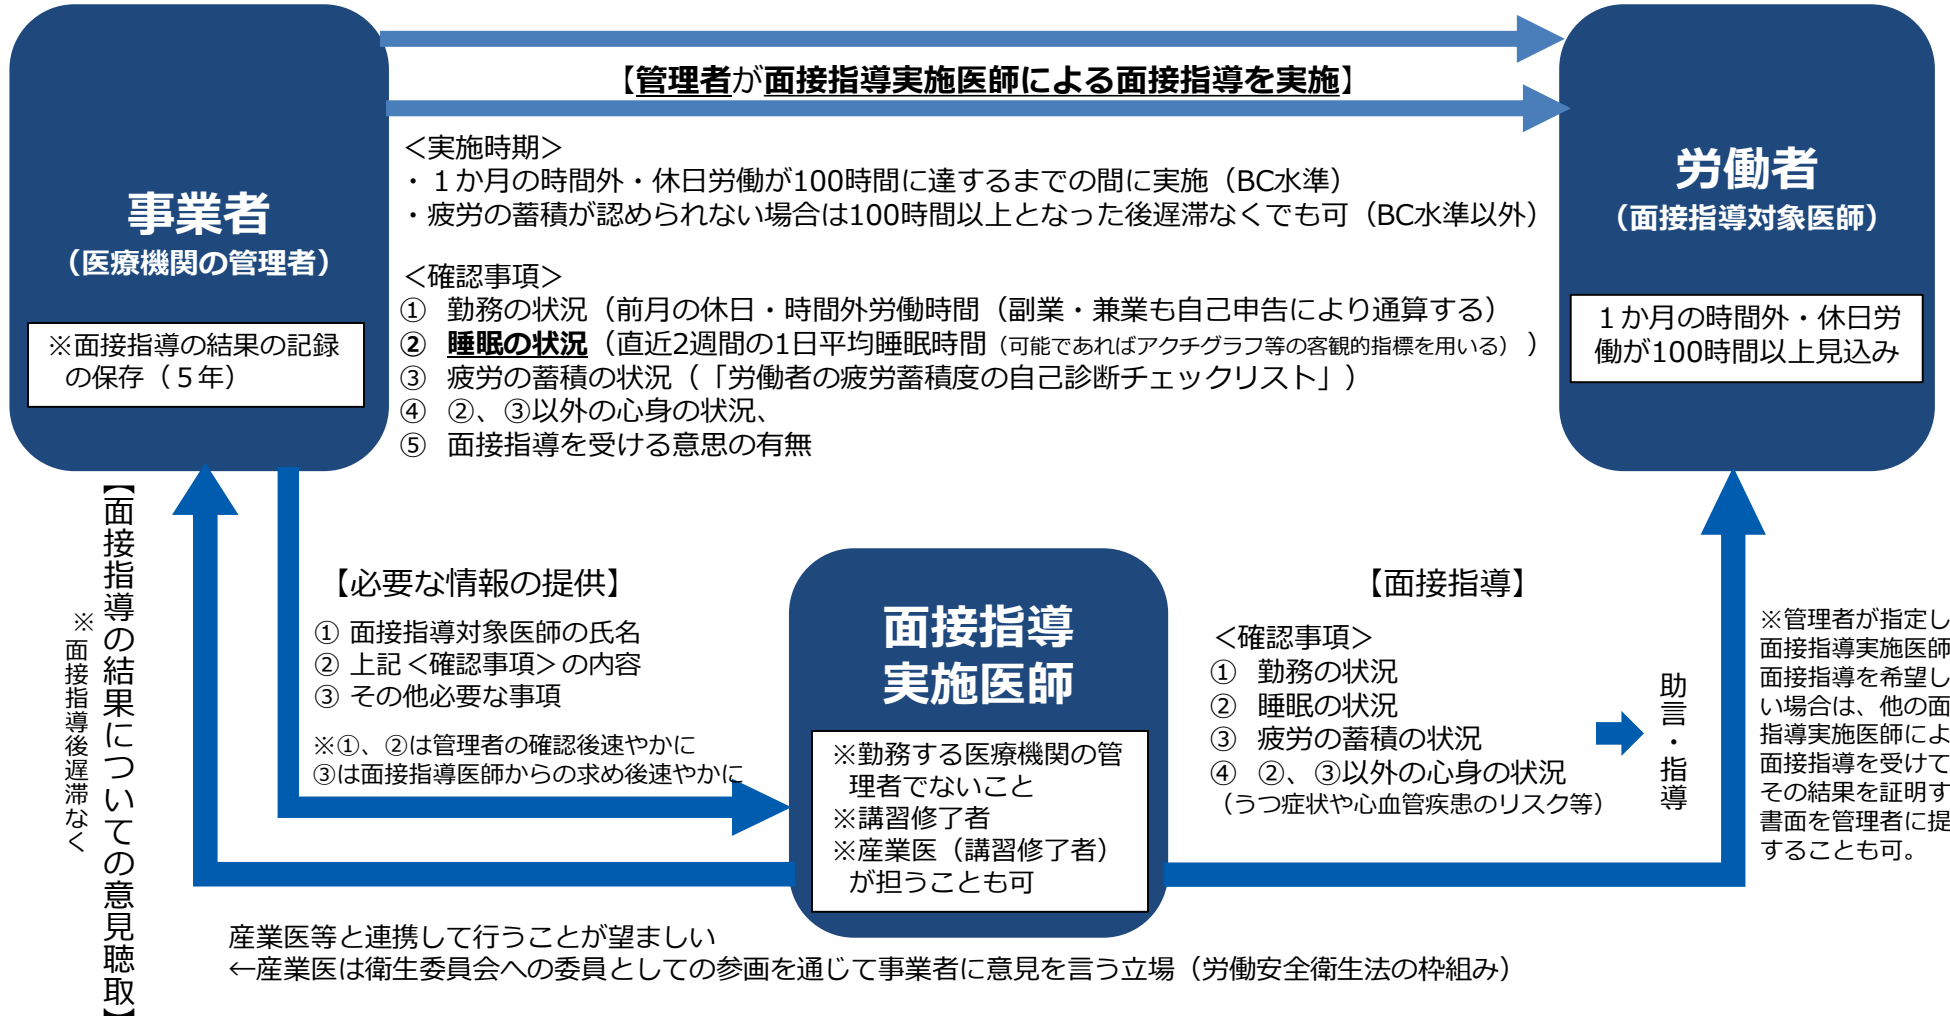 【管理者が面接指導実施医師による面接指導を実施】
事業者
（医療機関の管理者）
※面接指導の結果の記録
の保存（５年）
＜実施時期＞
・１か月の時間外・休日労働が100時間に達するまでの間に実施（BC水準）
・疲労の蓄積が認められない場合は100時間以上となった後遅滞なくでも可（BC水準以外）
＜確認事項＞
① 勤務の状況（前月の休日・時間外労働時間（副業・兼業も自己申告により通算する）
② 睡眠の状況（直近2週間の1日平均睡眠時間（可能であればアクチグラフ等の客観的指標を用いる））
③ 疲労の蓄積の状況（「労働者の疲労蓄積度の自己診断チェックリスト」）
④ ②、③以外の心身の状況、
⑤ 面接指導を受ける意思の有無
労働者
（面接指導対象医師）
１か月の時間外・休日労
働が100時間以上見込み
【面接指導の結果についての意見聴取】
※面接指導後遅滞なく
【必要な情報の提供】
① 面接指導対象医師の氏名
② 上記＜確認事項＞の内容
③ その他必要な事項
※①、②は管理者の確認後速やかに
③は面接指導医師からの求め後速やかに
面接指導
実施医師
※勤務する医療機関の管
理者でないこと
※講習修了者
※産業医（講習修了者）
が担うことも可
【面接指導】
＜確認事項＞
① 勤務の状況
② 睡眠の状況
③ 疲労の蓄積の状況
④ ②、③以外の心身の状況
（うつ症状や心血管疾患のリスク等）
助言・指導
※管理者が指定し
面接指導実施医師
面接指導を希望し
い場合は、他の面
指導実施医師によ
面接指導を受けて
その結果を証明す
書面を管理者に提
することも可。
産業医等と連携して行うことが望ましい
←産業医は衛生委員会への委員としての参画を通じて事業者に意見を言う立場（労働安全衛生法の枠組み）